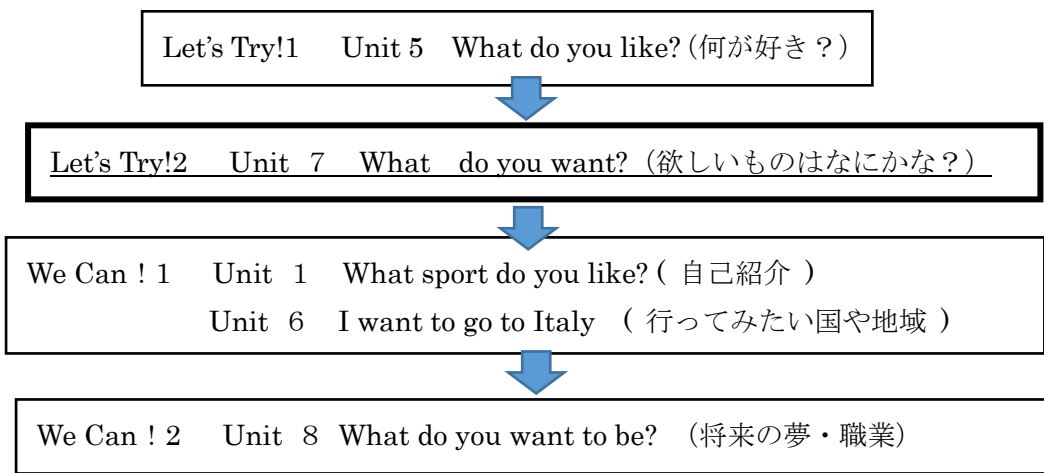 Let's Try!1 Unit 5 What do you like?(何が好き？)
Let's Try!２ Unit ７ What do you want?（欲しいものはなにかな？）
We Can！1 Unit １ What sport do you like?( 自己紹介 )
Unit ６ I want to go to Italy ( 行ってみたい国や地域 )
We Can！2 Unit 8 What do you want to be? （将来の夢・職業）